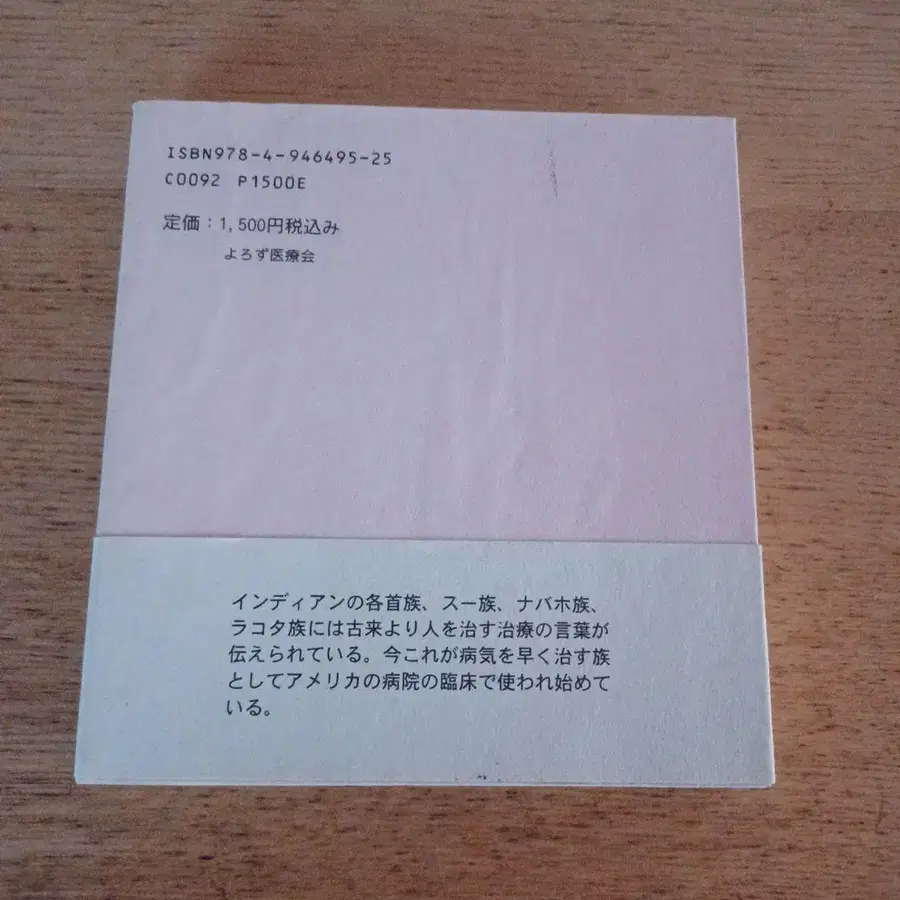 ISBN978-4-946495-25
C0092 P1500E
定価：1,500円税込み
よろず医療会
インディアンの各首族、スー族、ナバホ族、
ラコタ族には古来より人を治す治療の言葉が
伝えられている。今これが病気を早く治す族
としてアメリカの病院の臨床で使われ始めて
いる。